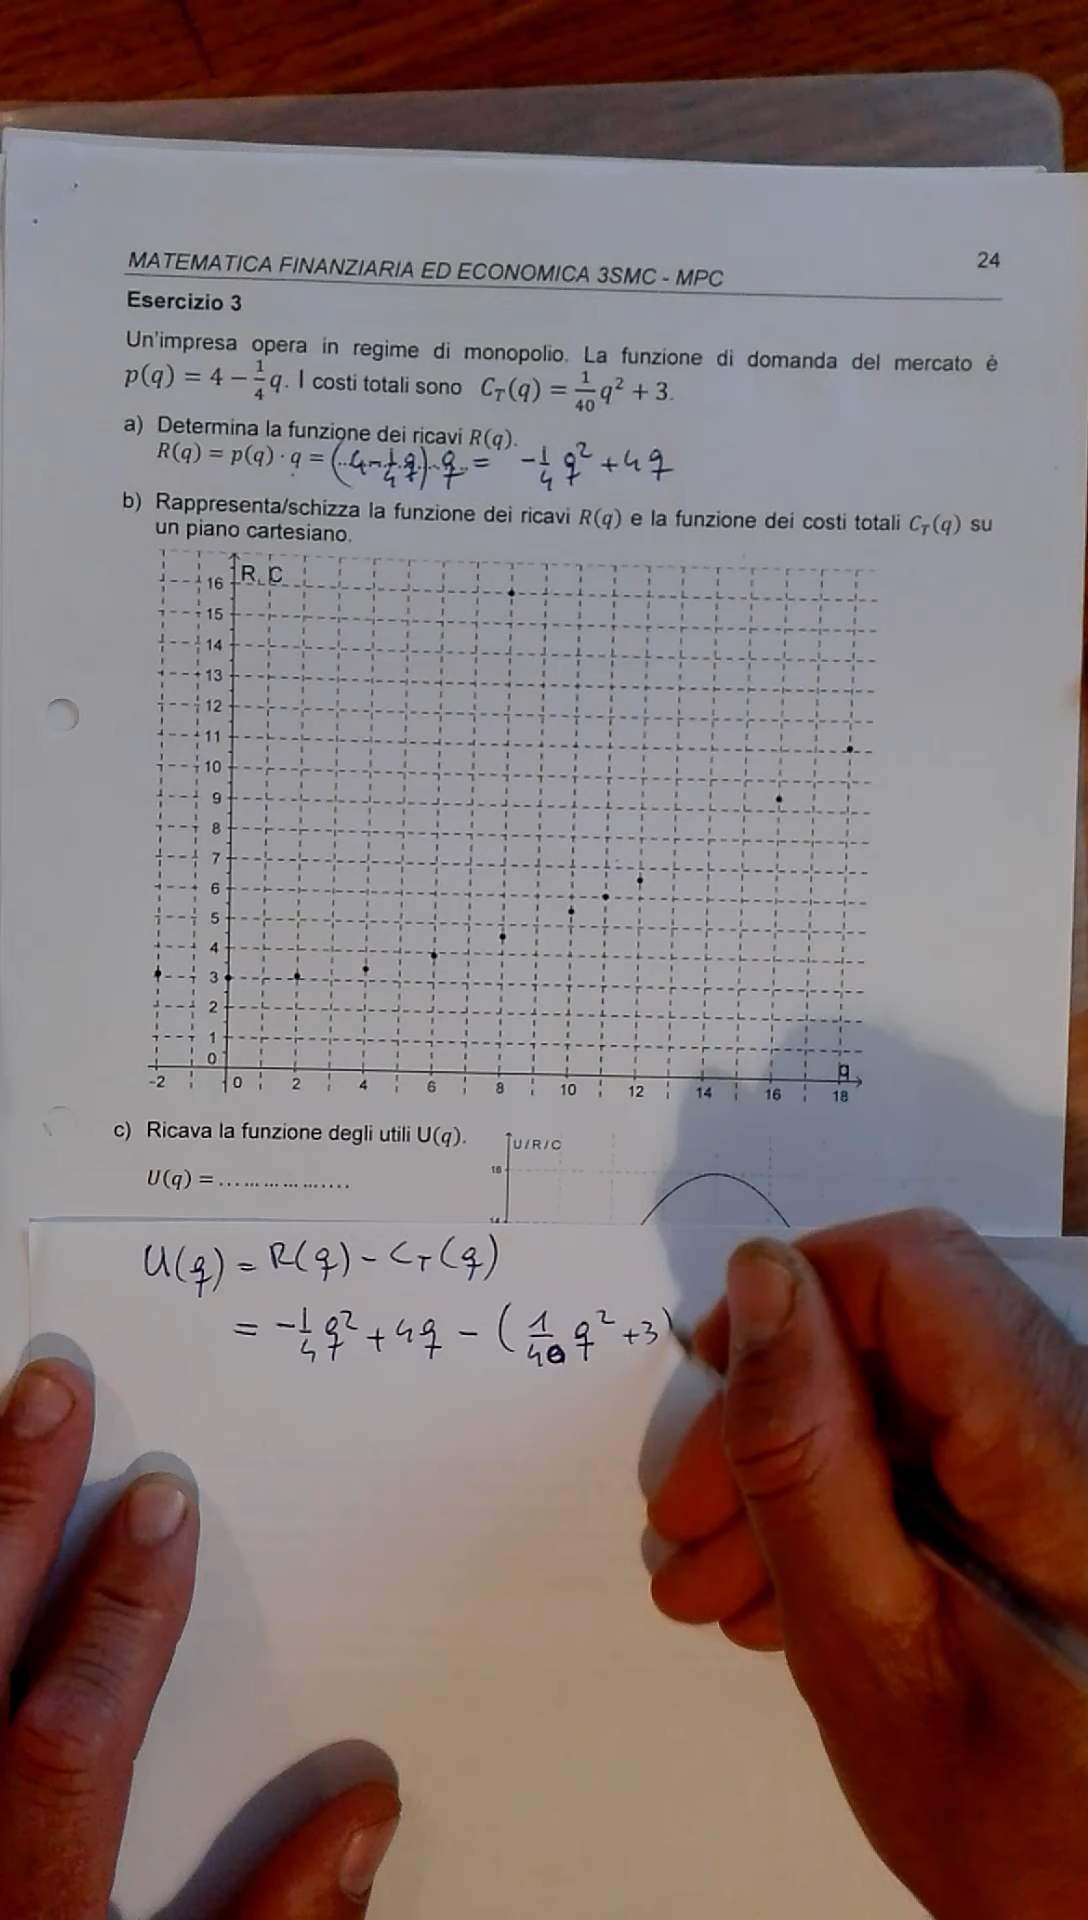 MATEMATICA FINANZIARIA ED ECONOMICA 3SMC - MPC 24
Esercizio 3
Un'impresa opera in regime di monopolio. La funzione di domanda del mercato è
p(q) = 4 − 1/4 q. I costi totali sono C_T(q) = 1/40 q² + 3.
a) Determina la funzione dei ricavi R(q).
R(q) = p(q) · q = (4 - 1/4 q) · q = -1/4 q² + 4q
b) Rappresenta/schizza la funzione dei ricavi R(q) e la funzione dei costi totali C_T(q) su
un piano cartesiano.
R, C
16
15
14
13
12
11
10
9
8
7
6
5
4
3
2
1
0
q
-2 0 2 4 6 8 10 12 14 16 18
c) Ricava la funzione degli utili U(q).
U/R/C
U(q) = ...................
16
14
U(q) = R(q) - C_T(q)
= -1/4 q² + 4q - (1/40 q² + 3)